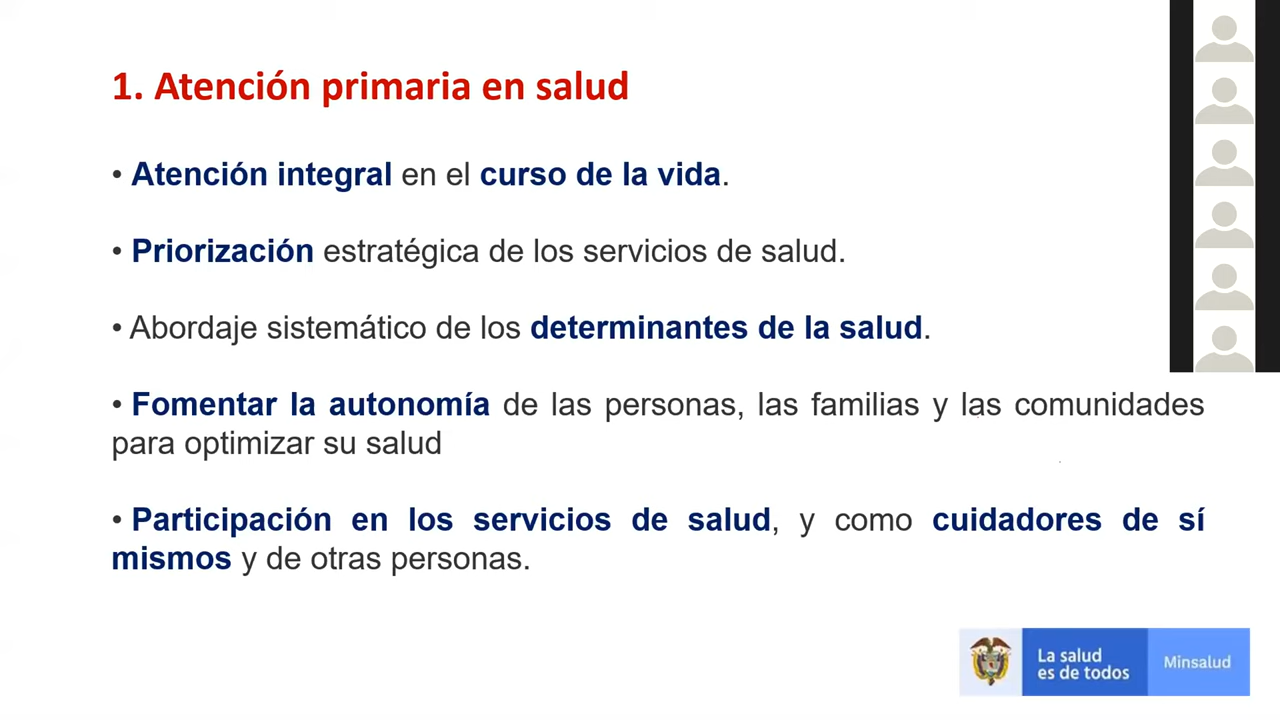 1. Atención primaria en salud
• Atención integral en el curso de la vida.
• Priorización estratégica de los servicios de salud.
• Abordaje sistemático de los determinantes de la salud.
• Fomentar la autonomía de las personas, las familias y las comunidades
para optimizar su salud
• Participación en los servicios de salud, y como cuidadores de sí
mismos y de otras personas.
La salud
es de todos
Minsalud